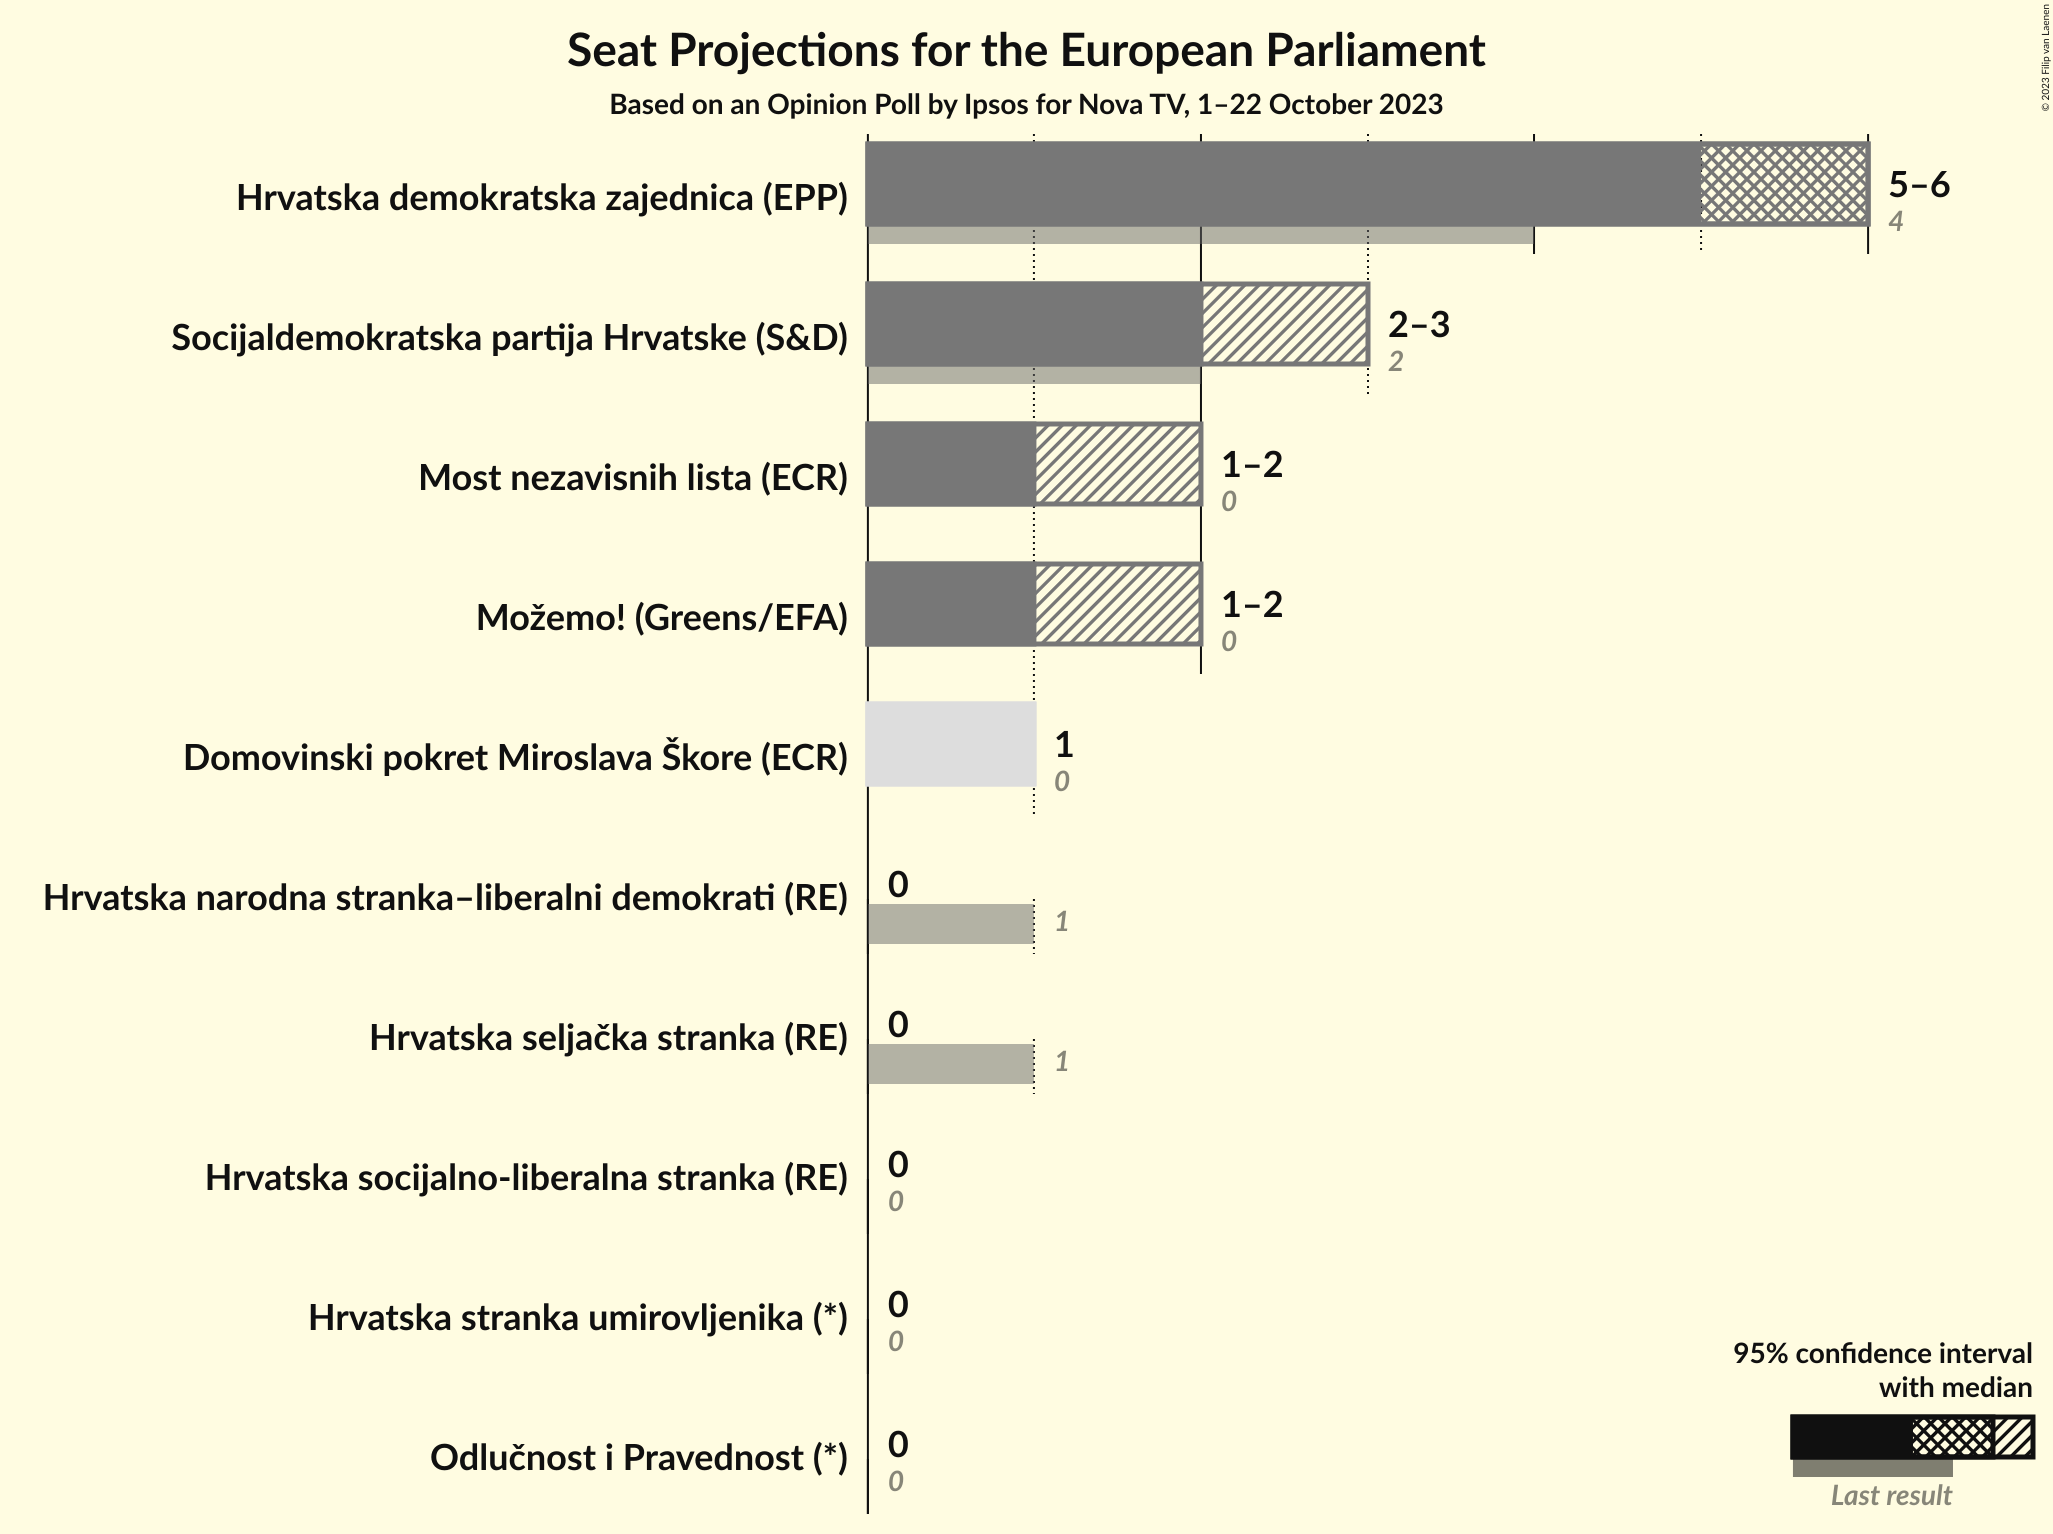 Seat Projections for the European Parliament
Based on an Opinion Poll by Ipsos for Nova TV, 1–22 October 2023
© 2023 Filip van Laenen
Hrvatska demokratska zajednica (EPP)
5–6
4
Socijaldemokratska partija Hrvatske (S&D)
2–3
2
Most nezavisnih lista (ECR)
1–2
0
Možemo! (Greens/EFA)
1–2
0
Domovinski pokret Miroslava Škore (ECR)
1
0
Hrvatska narodna stranka–liberalni demokrati (RE)
0
1
Hrvatska seljačka stranka (RE)
0
1
Hrvatska socijalno-liberalna stranka (RE)
0
0
Hrvatska stranka umirovljenika (*)
0
0
Odlučnost i Pravednost (*)
0
0
95% confidence interval
with median
Last result